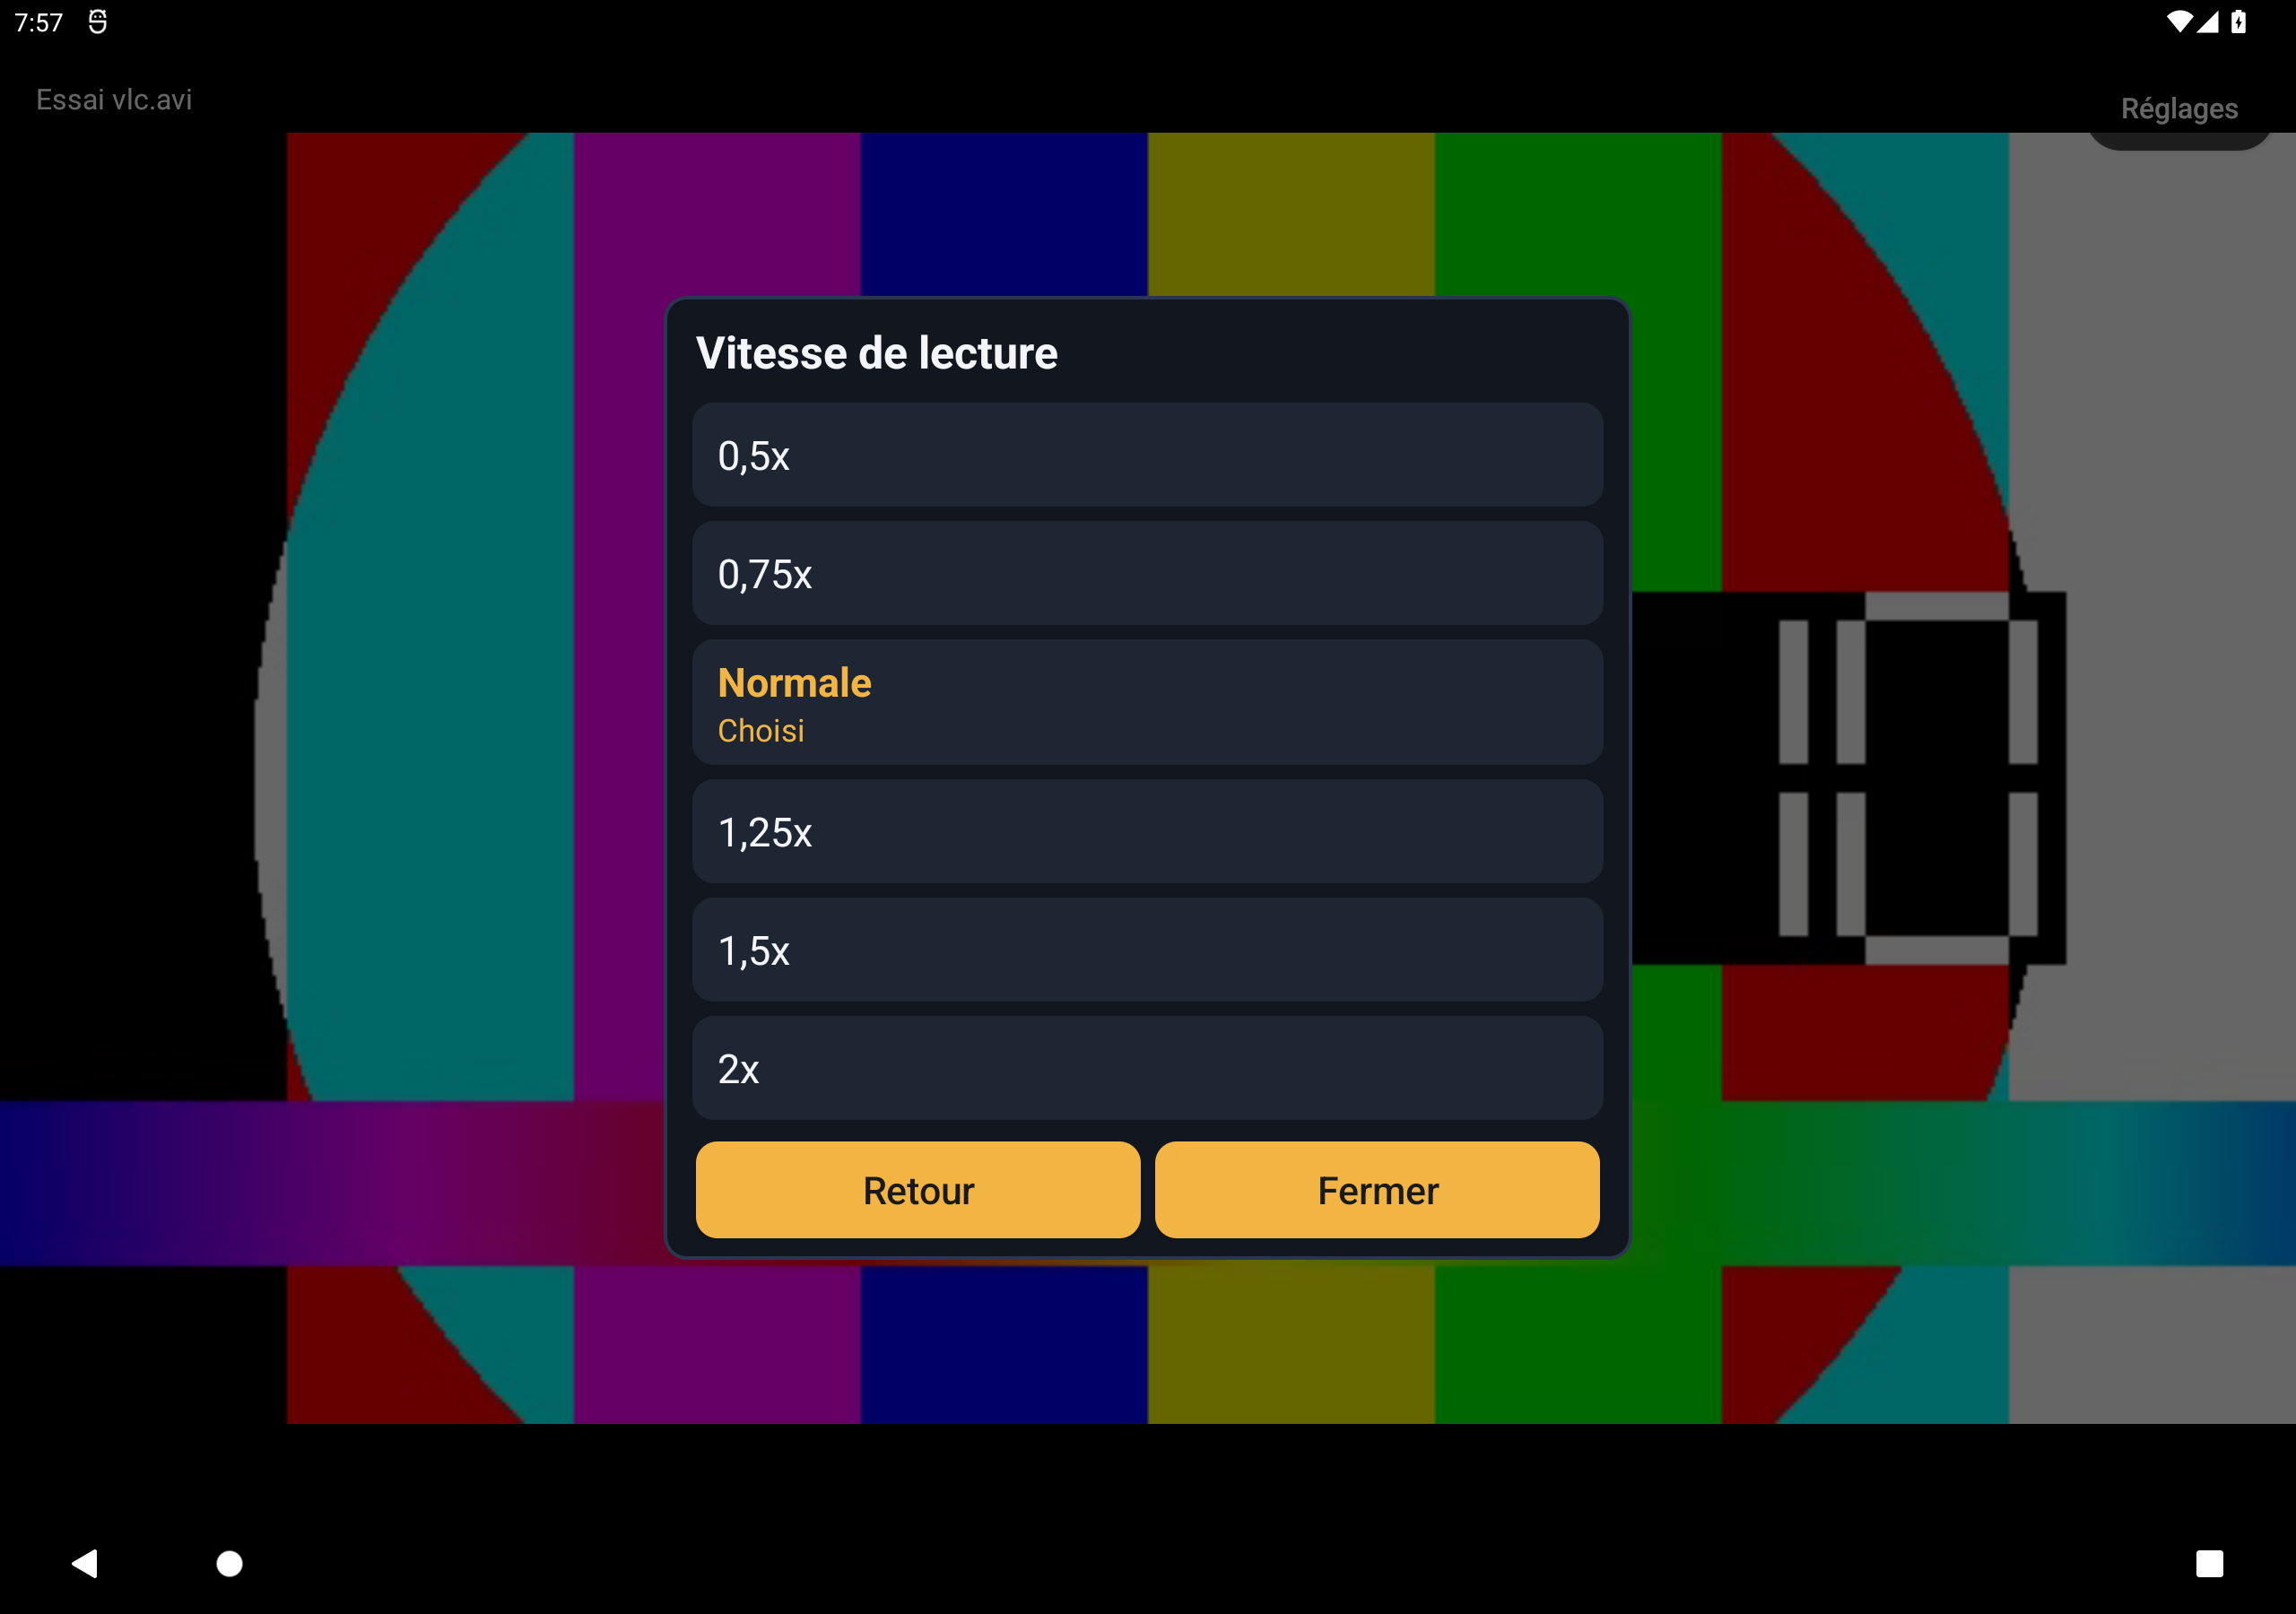 7:57
Essai vlc.avi
Réglages
Vitesse de lecture
0,5x
0,75x
Normale
Choisi
1,25x
1,5x
2x
Retour
Fermer